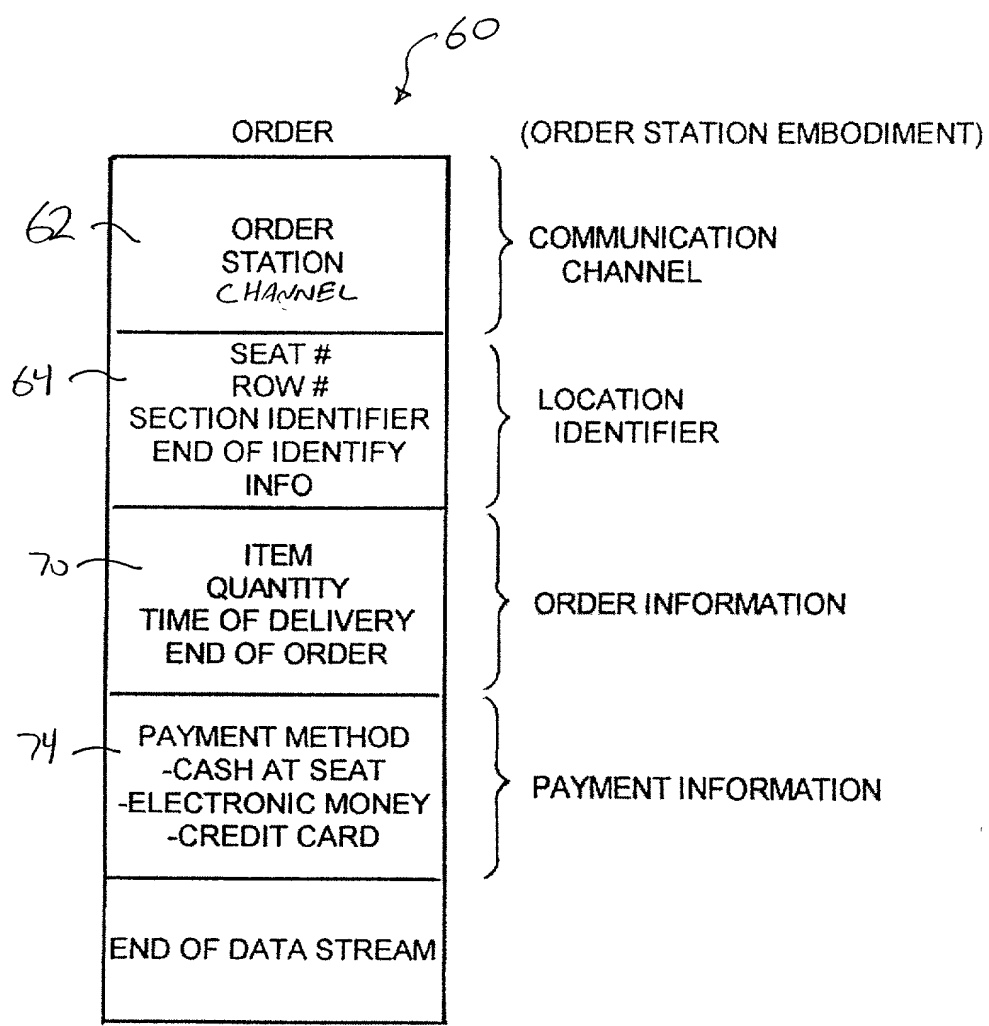 60
ORDER (ORDER STATION EMBODIMENT)
62
ORDER
STATION
CHANNEL
COMMUNICATION
CHANNEL
64
SEAT #
ROW #
SECTION IDENTIFIER
END OF IDENTIFY
INFO
LOCATION
IDENTIFIER
70
ITEM
QUANTITY
TIME OF DELIVERY
END OF ORDER
ORDER INFORMATION
74
PAYMENT METHOD
-CASH AT SEAT
-ELECTRONIC MONEY
-CREDIT CARD
PAYMENT INFORMATION
END OF DATA STREAM